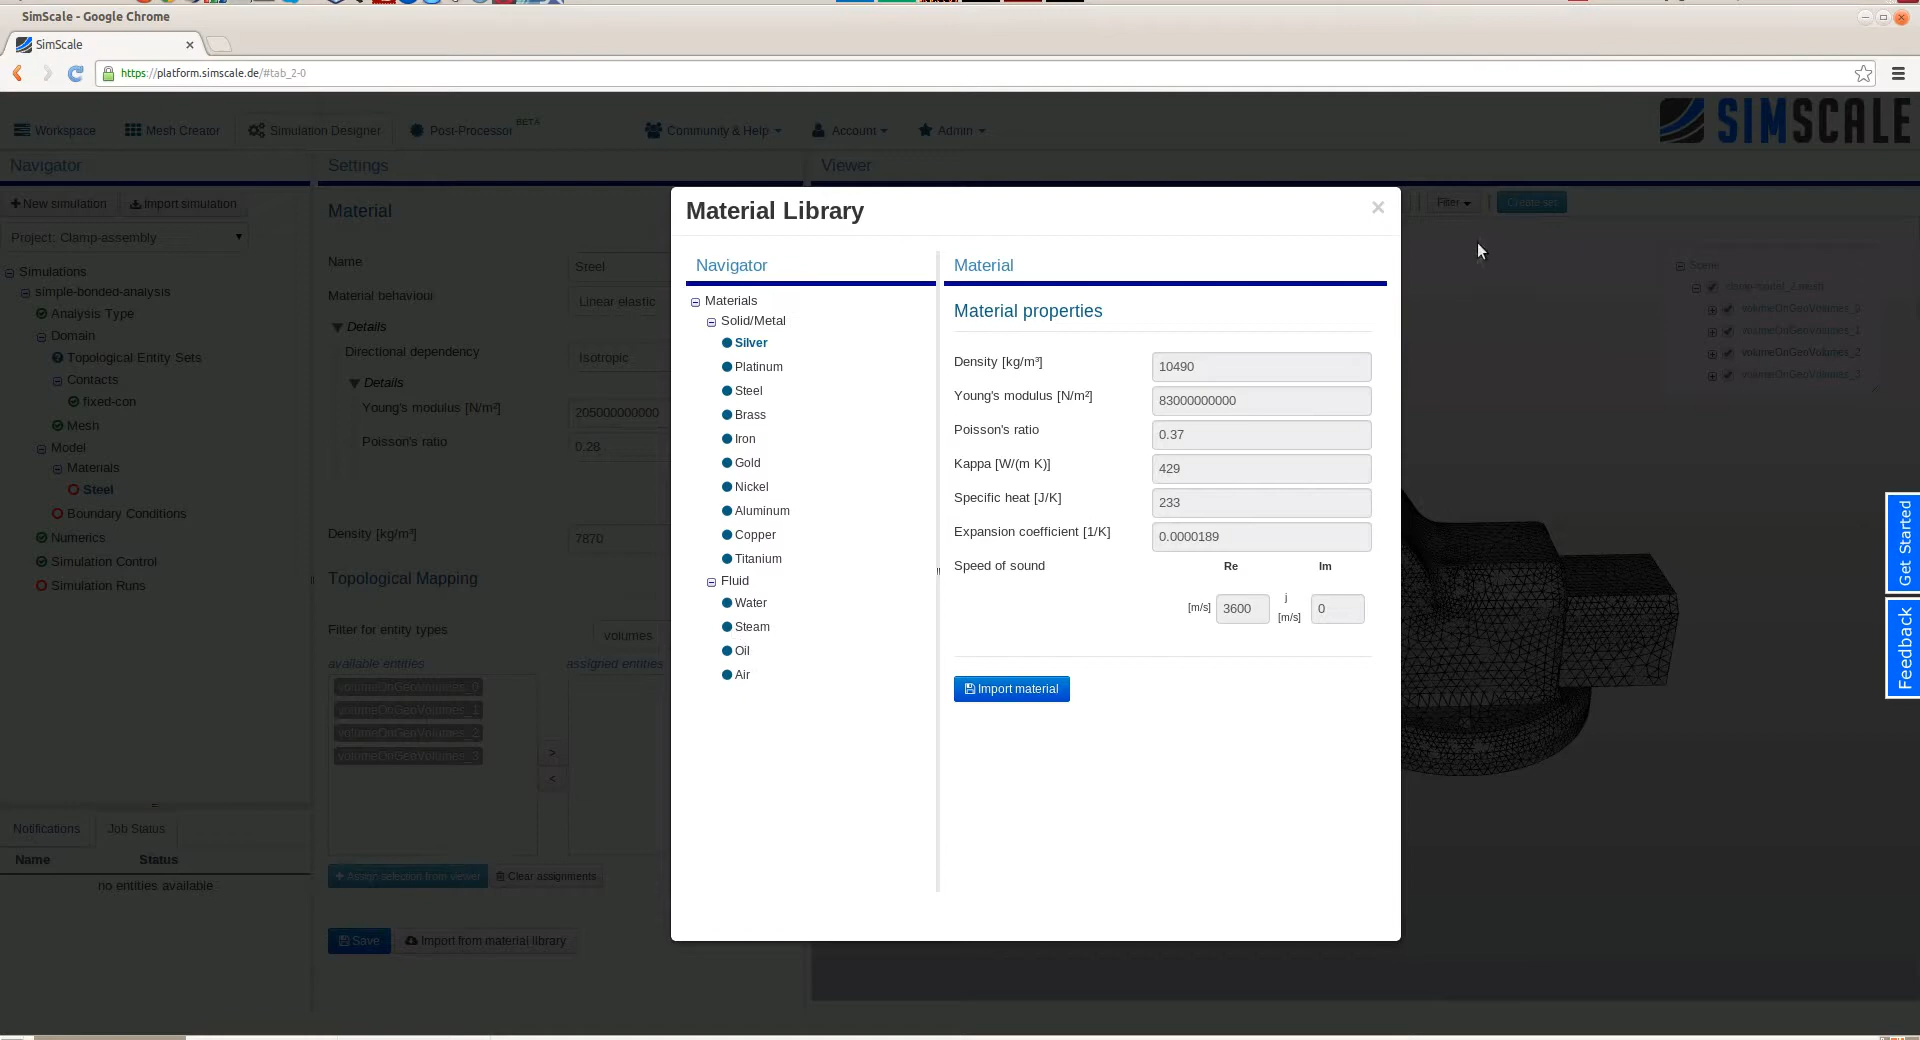 SimScale - Google Chrome
SimScale
https://platform.simscale.de/#tab_2-0
Workspace
Mesh Creator
Simulation Designer
Post-Processor
BETA
Community & Help
Account
Admin
SIMSCALE
Navigator
Settings
Viewer
New simulation
Import simulation
Project: Clamp-assembly
Simulations
simple-bonded-analysis
Analysis Type
Domain
Topological Entity Sets
Contacts
fixed-con
Mesh
Model
Materials
Steel
Boundary Conditions
Numerics
Simulation Control
Simulation Runs
Notifications
Job Status
Name
Status
no entities available
Material
Name
Steel
Material behaviour
Linear elastic
Details
Directional dependency
Isotropic
Details
Young's modulus [N/m²]
205000000000
Poisson's ratio
0.28
Density [kg/m³]
7870
Topological Mapping
Filter for entity types
volumes
available entities
assigned entities
volumeOnGeoVolumes_0
volumeOnGeoVolumes_1
volumeOnGeoVolumes_2
volumeOnGeoVolumes_3
>
<
Assign selection from viewer
Clear assignments
Save
Import from material library
Material Library
×
Navigator
Materials
Solid/Metal
Silver
Platinum
Steel
Brass
Iron
Gold
Nickel
Aluminum
Copper
Titanium
Fluid
Water
Steam
Oil
Air
Material
Material properties
Density [kg/m³]
10490
Young's modulus [N/m²]
83000000000
Poisson's ratio
0.37
Kappa [W/(m K)]
429
Specific heat [J/K]
233
Expansion coefficient [1/K]
0.0000189
Speed of sound
Re
Im
[m/s]
3600
j
[m/s]
0
Import material
Filter
Create set
Scene
volumeOnGeoVolumes_0
volumeOnGeoVolumes_1
volumeOnGeoVolumes_2
volumeOnGeoVolumes_3
Get Started
Feedback